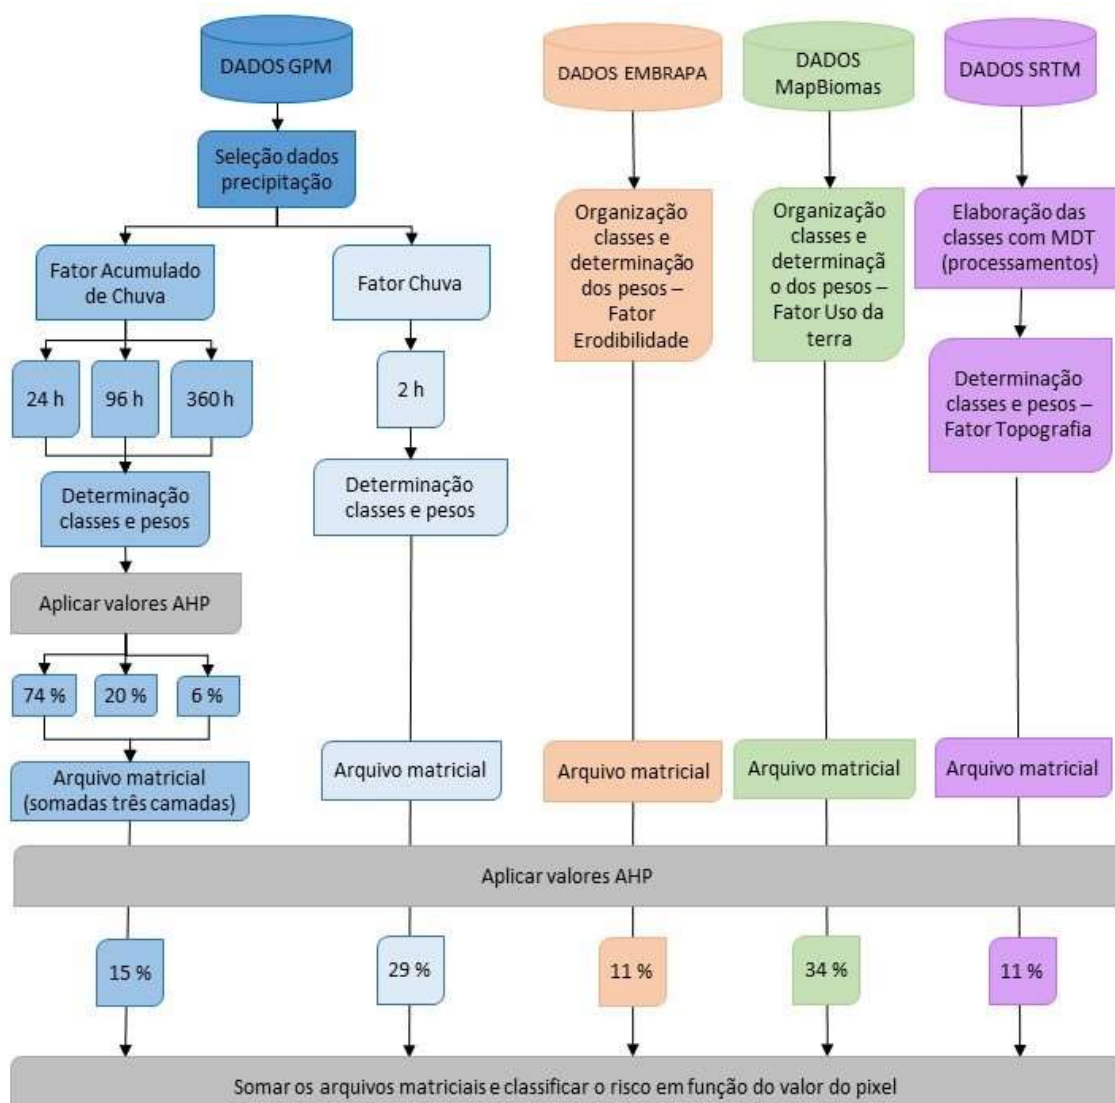 DADOS GPM
DADOS EMBRAPA
DADOS
MapBiomas
DADOS SRTM
Seleção dados
precipitação
Fator Acumulado
de Chuva
Fator Chuva
Organização
classes e
determinação
dos pesos –
Fator
Erodibilidade
Organização
classes e
determinaçã
o dos pesos –
Fator Uso da
terra
Elaboração das
classes com MDT
(processamentos)
24 h
96 h
360 h
2 h
Determinação
classes e pesos –
Fator Topografia
Determinação
classes e pesos
Determinação
classes e pesos
Aplicar valores AHP
74 %
20 %
6 %
Arquivo matricial
(somadas três camadas)
Arquivo matricial
Arquivo matricial
Arquivo matricial
Arquivo matricial
Aplicar valores AHP
15 %
29 %
11 %
34 %
11 %
Somar os arquivos matriciais e classificar o risco em função do valor do pixel